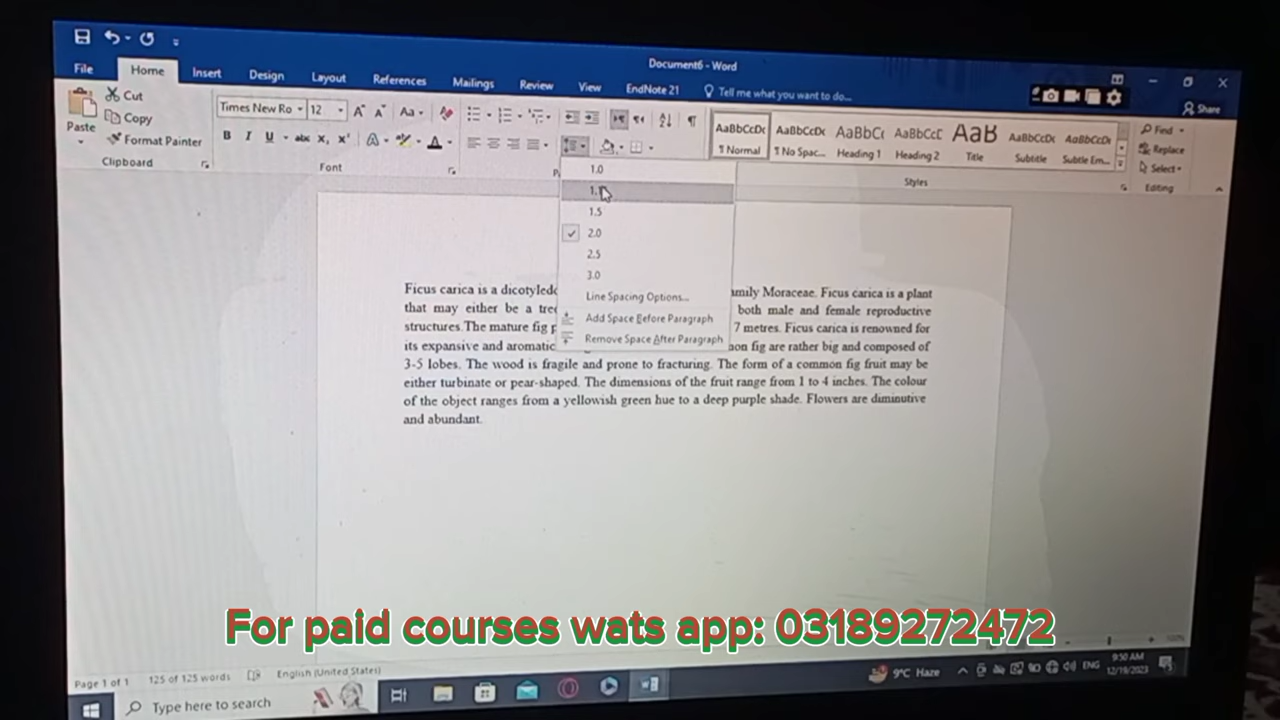 Document6 - Word
File Home Insert Design Layout References Mailings Review View EndNote 21 Tell me what you want to do...
Share
Paste
Cut
Copy
Format Painter
Clipboard
Times New Ro 12
Font
AaBbCcDc AaBbCcDc AaBbC( AaBbCcD AaB AaBbCcD AaBbCcDc
¶ Normal ¶ No Spac... Heading 1 Heading 2 Title Subtitle Subtle Em...
Styles
Find
Replace
Select
Editing
1.0
1.5
2.0
2.5
3.0
Line Spacing Options...
Add Space Before Paragraph
Remove Space After Paragraph
Ficus carica is a dicotyled amily Moraceae. Ficus carica is a plant
that may either be a tre both male and female reproductive
structures.The mature fig p 7 metres. Ficus carica is renowned for
its expansive and aromatic on fig are rather big and composed of
3-5 lobes. The wood is fragile and prone to fracturing. The form of a common fig fruit may be
either turbinate or pear-shaped. The dimensions of the fruit range from 1 to 4 inches. The colour
of the object ranges from a yellowish green hue to a deep purple shade. Flowers are diminutive
and abundant.
For paid courses wats app: 03189272472
Page 1 of 1 125 of 125 words English (United States)
Type here to search
9°C Haze
ENG
9:50 AM
12/19/2023